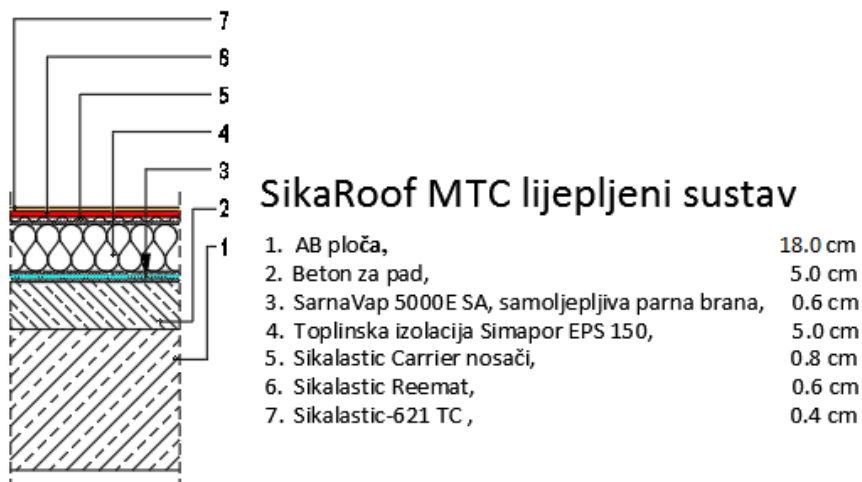 7
6
5
4
3
2
1
SikaRoof MTC lijepljeni sustav
1. AB ploča, 18.0 cm
2. Beton za pad, 5.0 cm
3. SarnaVap 5000E SA, samoljepljiva parna brana, 0.6 cm
4. Toplinska izolacija Simapor EPS 150, 5.0 cm
5. Sikalastic Carrier nosači, 0.8 cm
6. Sikalastic Reemat, 0.6 cm
7. Sikalastic-621 TC , 0.4 cm